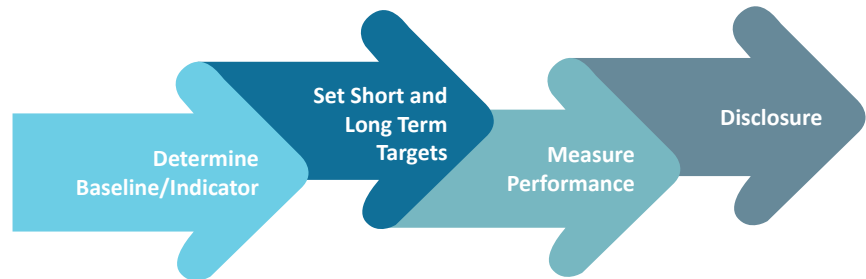 Determine
Baseline/Indicator
Set Short and
Long Term
Targets
Measure
Performance
Disclosure